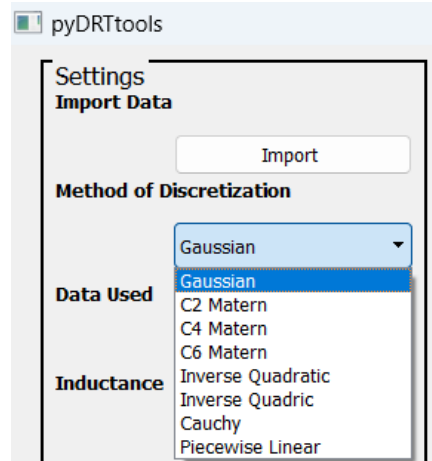 pyDRTtools
Settings
Import Data
Import
Method of Discretization
Gaussian
Gaussian
C2 Matern
Data Used
C4 Matern
C6 Matern
Inductance
Inverse Quadratic
Inverse Quadric
Cauchy
Piecewise Linear